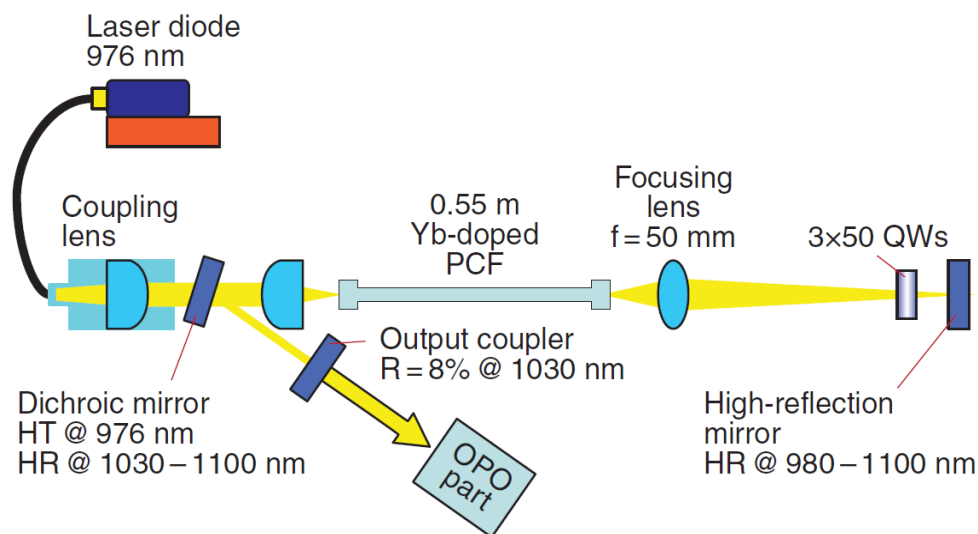 Laser diode
976 nm
Coupling
lens
0.55 m
Yb-doped
PCF
Focusing
lens
f = 50 mm
3×50 QWs
Output coupler
R = 8% @ 1030 nm
Dichroic mirror
HT @ 976 nm
HR @ 1030 – 1100 nm
High-reflection
mirror
HR @ 980 – 1100 nm
OPO
part